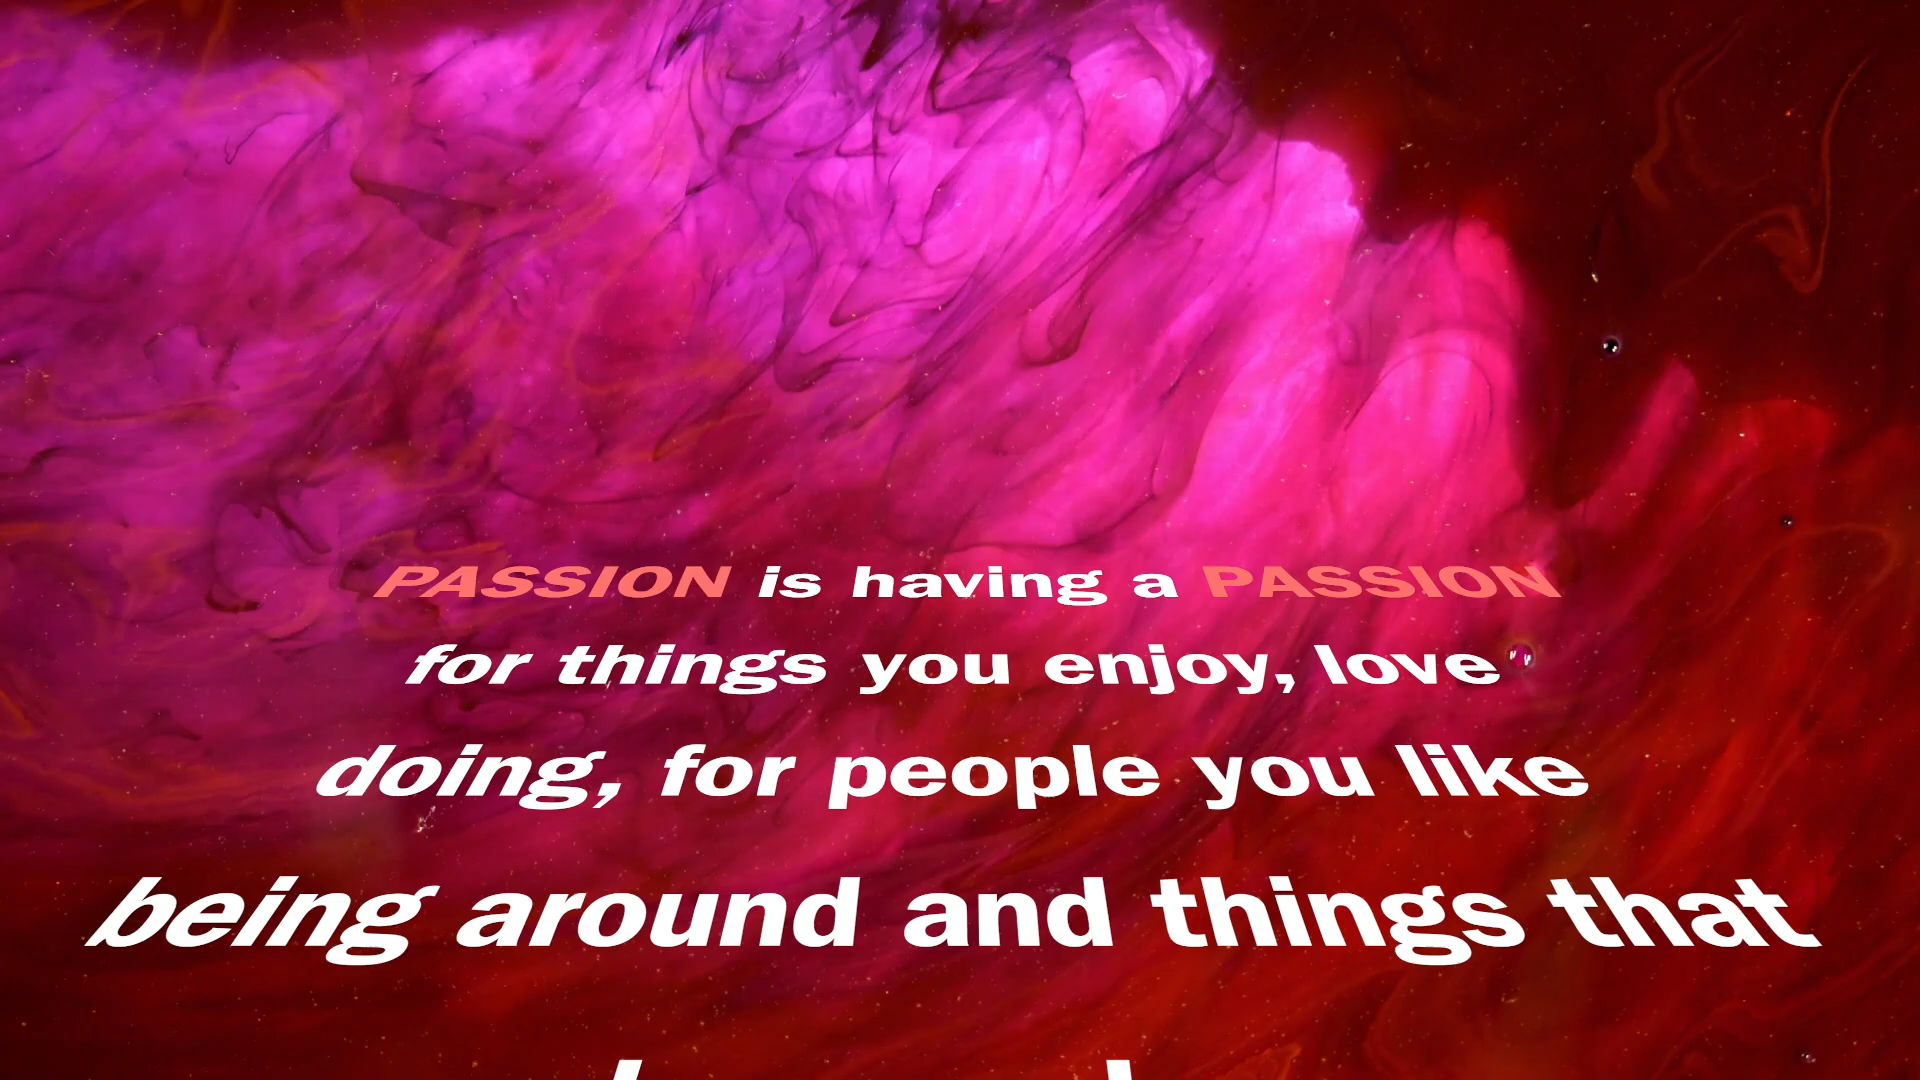 PASSION is having a PASSION
for things you enjoy, love
doing, for people you like
being around and things that